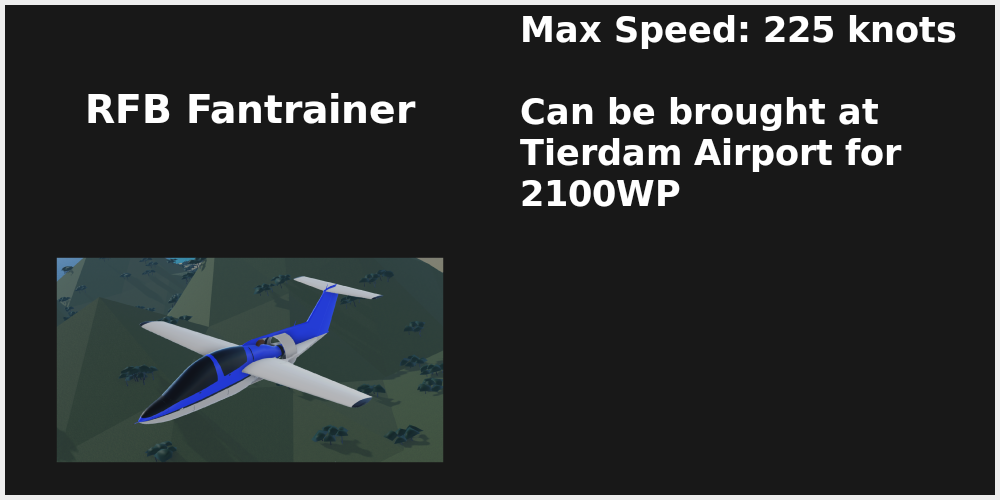 RFB Fantrainer
Max Speed: 225 knots
Can be brought at
Tierdam Airport for
2100WP